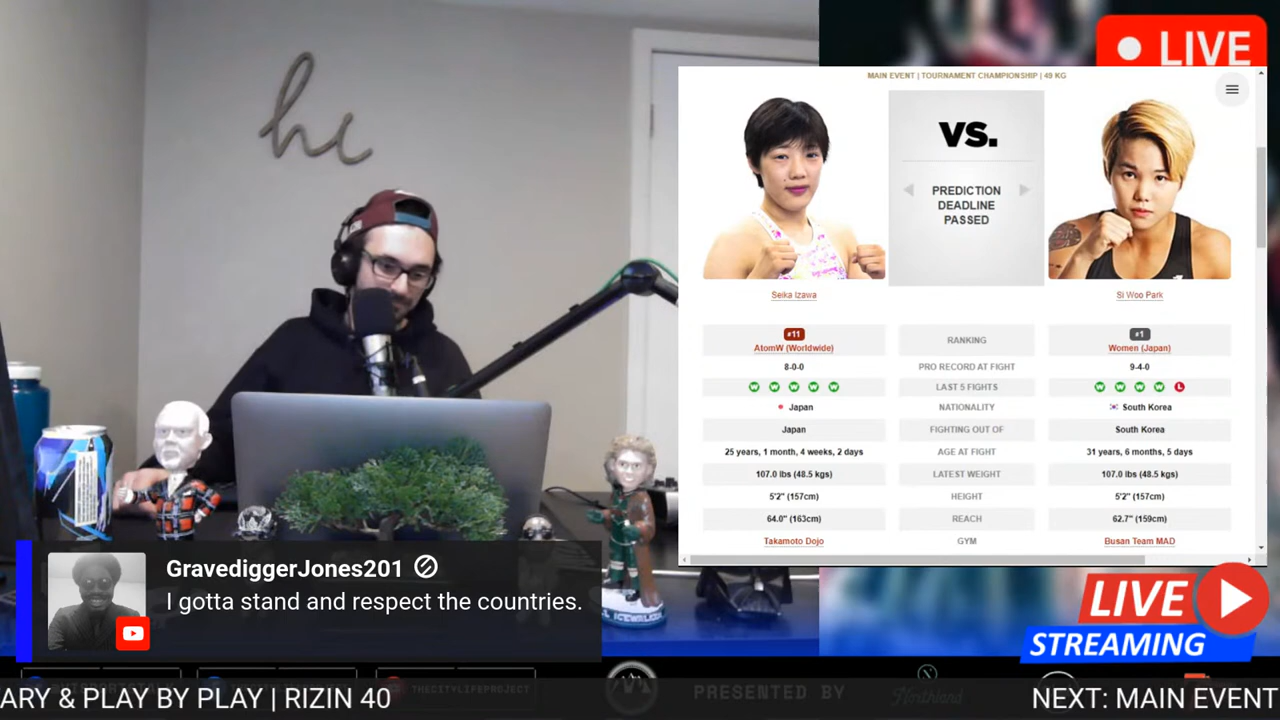 hi
LIVE
MAIN EVENT | TOURNAMENT CHAMPIONSHIP | 49 KG
VS.
PREDICTION
DEADLINE
PASSED
Seika Izawa
Si Woo Park
#11
AtomW (Worldwide)
RANKING
#1
Women (Japan)
8-0-0
PRO RECORD AT FIGHT
9-4-0
W W W W W
LAST 5 FIGHTS
W W W W L
Japan
NATIONALITY
South Korea
Japan
FIGHTING OUT OF
South Korea
25 years, 1 month, 4 weeks, 2 days
AGE AT FIGHT
31 years, 6 months, 5 days
107.0 lbs (48.5 kgs)
LATEST WEIGHT
107.0 lbs (48.5 kgs)
5'2" (157cm)
HEIGHT
5'2" (157cm)
64.0" (163cm)
REACH
62.7" (159cm)
Takamoto Dojo
GYM
Busan Team MAD
GravediggerJones201
I gotta stand and respect the countries.
LIVE
STREAMING
THECITYLIFEPROJECT
PRESENTED BY
Northland
ARY & PLAY BY PLAY | RIZIN 40
NEXT: MAIN EVENT